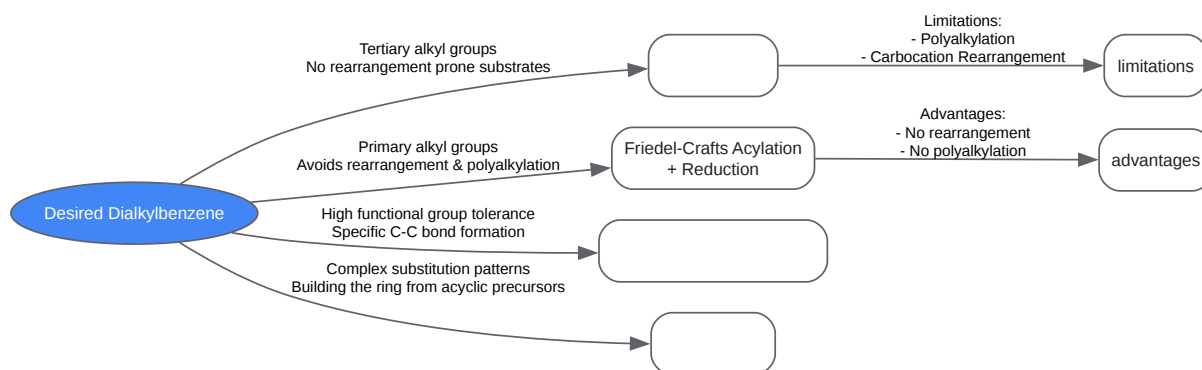 Tertiary alkyl groups
No rearrangement prone substrates
Limitations:
- Polyalkylation
- Carbocation Rearrangement
limitations
Primary alkyl groups
Avoids rearrangement & polyalkylation
Friedel-Crafts Acylation
+ Reduction
Advantages:
- No rearrangement
- No polyalkylation
advantages
Desired Dialkylbenzene
High functional group tolerance
Specific C-C bond formation
Complex substitution patterns
Building the ring from acyclic precursors